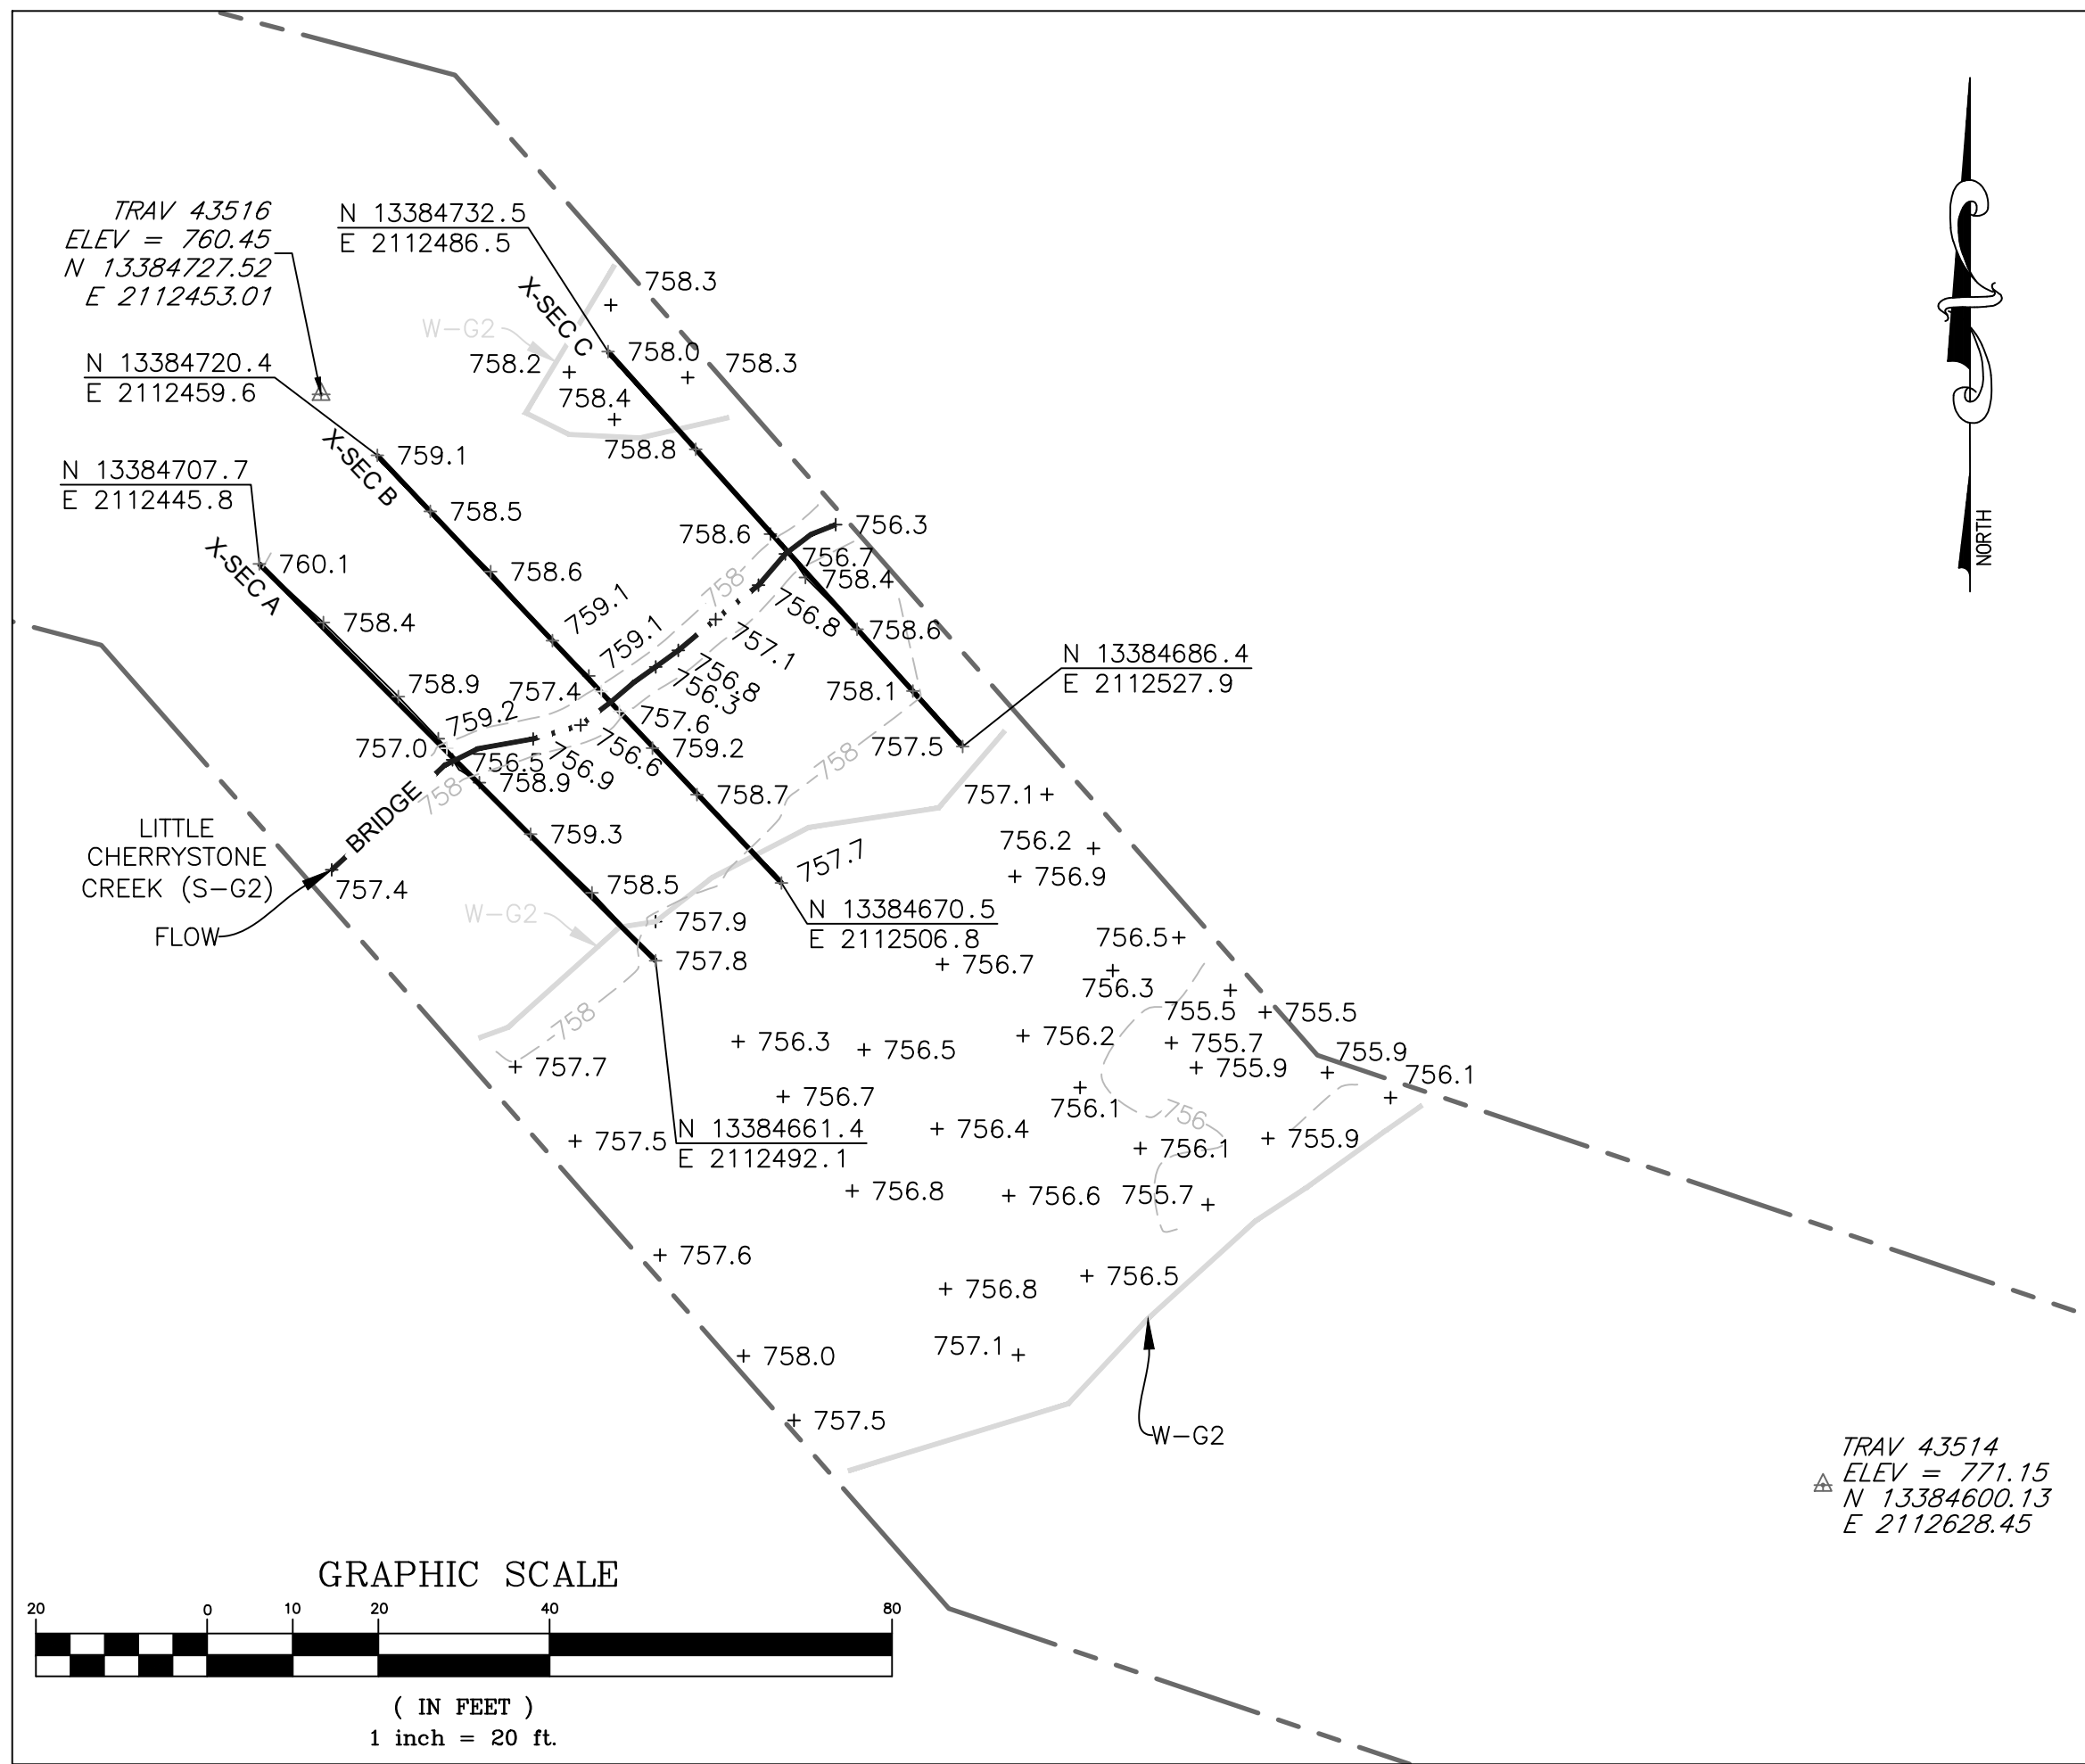 TRAV 43516
ELEV = 760.45
N 13384727.52
E 2112453.01
N 13384732.5
E 2112486.5
N 13384720.4
E 2112459.6
N 13384707.7
E 2112445.8
X-SEC C
X-SEC B
X-SEC A
W-G2
758.3
758.0
758.2
758.3
758.4
758.8
759.1
758.5
758.6
756.3
756.7
758.4
760.1
758.6
759.1
758.4
758
756.8
758.6
759.1
757.1
N 13384686.4
E 2112527.9
758.9
757.4
756.8
756.3
758.1
759.2
757.6
757.0
756.5
756.9
756.6
759.2
757.5
758
758.9
758
758.7
757.1
BRIDGE
LITTLE
CHERRYSTONE
CREEK (S-G2)
757.4
FLOW
759.3
756.2
757.7
756.9
758.5
W-G2
757.9
N 13384670.5
E 2112506.8
756.5
757.8
756.7
756.3
758
755.5
755.5
756.3
756.5
756.2
755.7
755.9
757.7
755.9
756.1
756.7
756.1
756
N 13384661.4
E 2112492.1
757.5
756.4
756.1
755.9
756.8
756.6
755.7
757.6
756.8
756.5
757.1
758.0
757.5
W-G2
TRAV 43514
ELEV = 771.15
N 13384600.13
E 2112628.45
NORTH
GRAPHIC SCALE
20 0 10 20 40 80
( IN FEET )
1 inch = 20 ft.